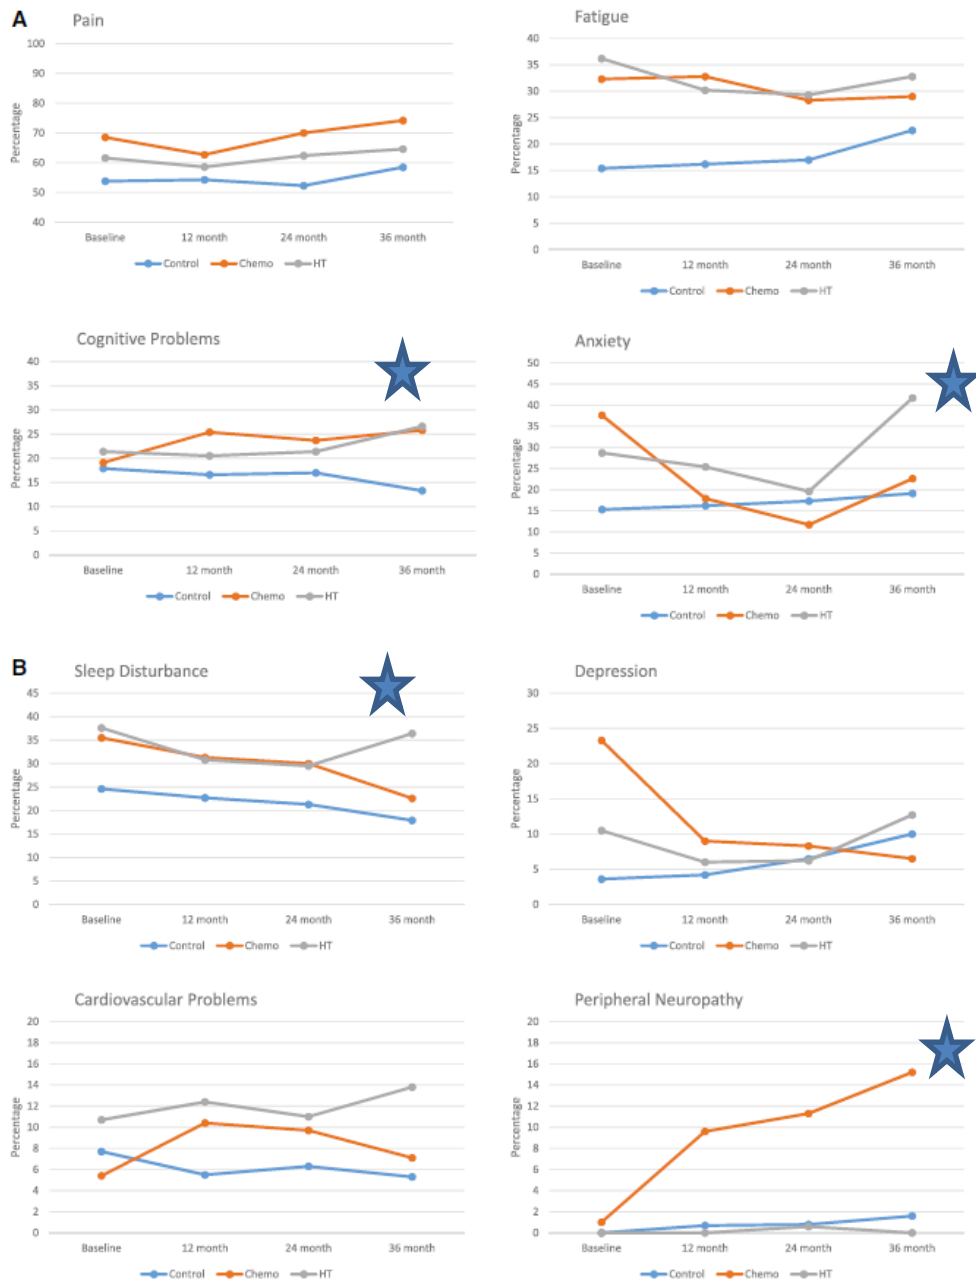 A
Pain
100
90
80
70
60
50
40
Percentage
Baseline 12 month 24 month 36 month
Control Chemo HT
Fatigue
40
35
30
25
20
15
10
5
0
Percentage
Baseline 12 month 24 month 36 month
Control Chemo HT
Cognitive Problems
40
35
30
25
20
15
10
5
0
Percentage
Baseline 12 month 24 month 36 month
Control Chemo HT
Anxiety
50
45
40
35
30
25
20
15
10
5
0
Percentage
Baseline 12 month 24 month 36 month
Control Chemo HT
B
Sleep Disturbance
45
40
35
30
25
20
15
10
5
0
Percentage
Baseline 12 month 24 month 36 month
Control Chemo HT
Depression
30
25
20
15
10
5
0
Percentage
Baseline 12 month 24 month 36 month
Control Chemo HT
Cardiovascular Problems
20
18
16
14
12
10
8
6
4
2
0
Percentage
Baseline 12 month 24 month 36 month
Control Chemo HT
Peripheral Neuropathy
20
18
16
14
12
10
8
6
4
2
0
Percentage
Baseline 12 month 24 month 36 month
Control Chemo HT